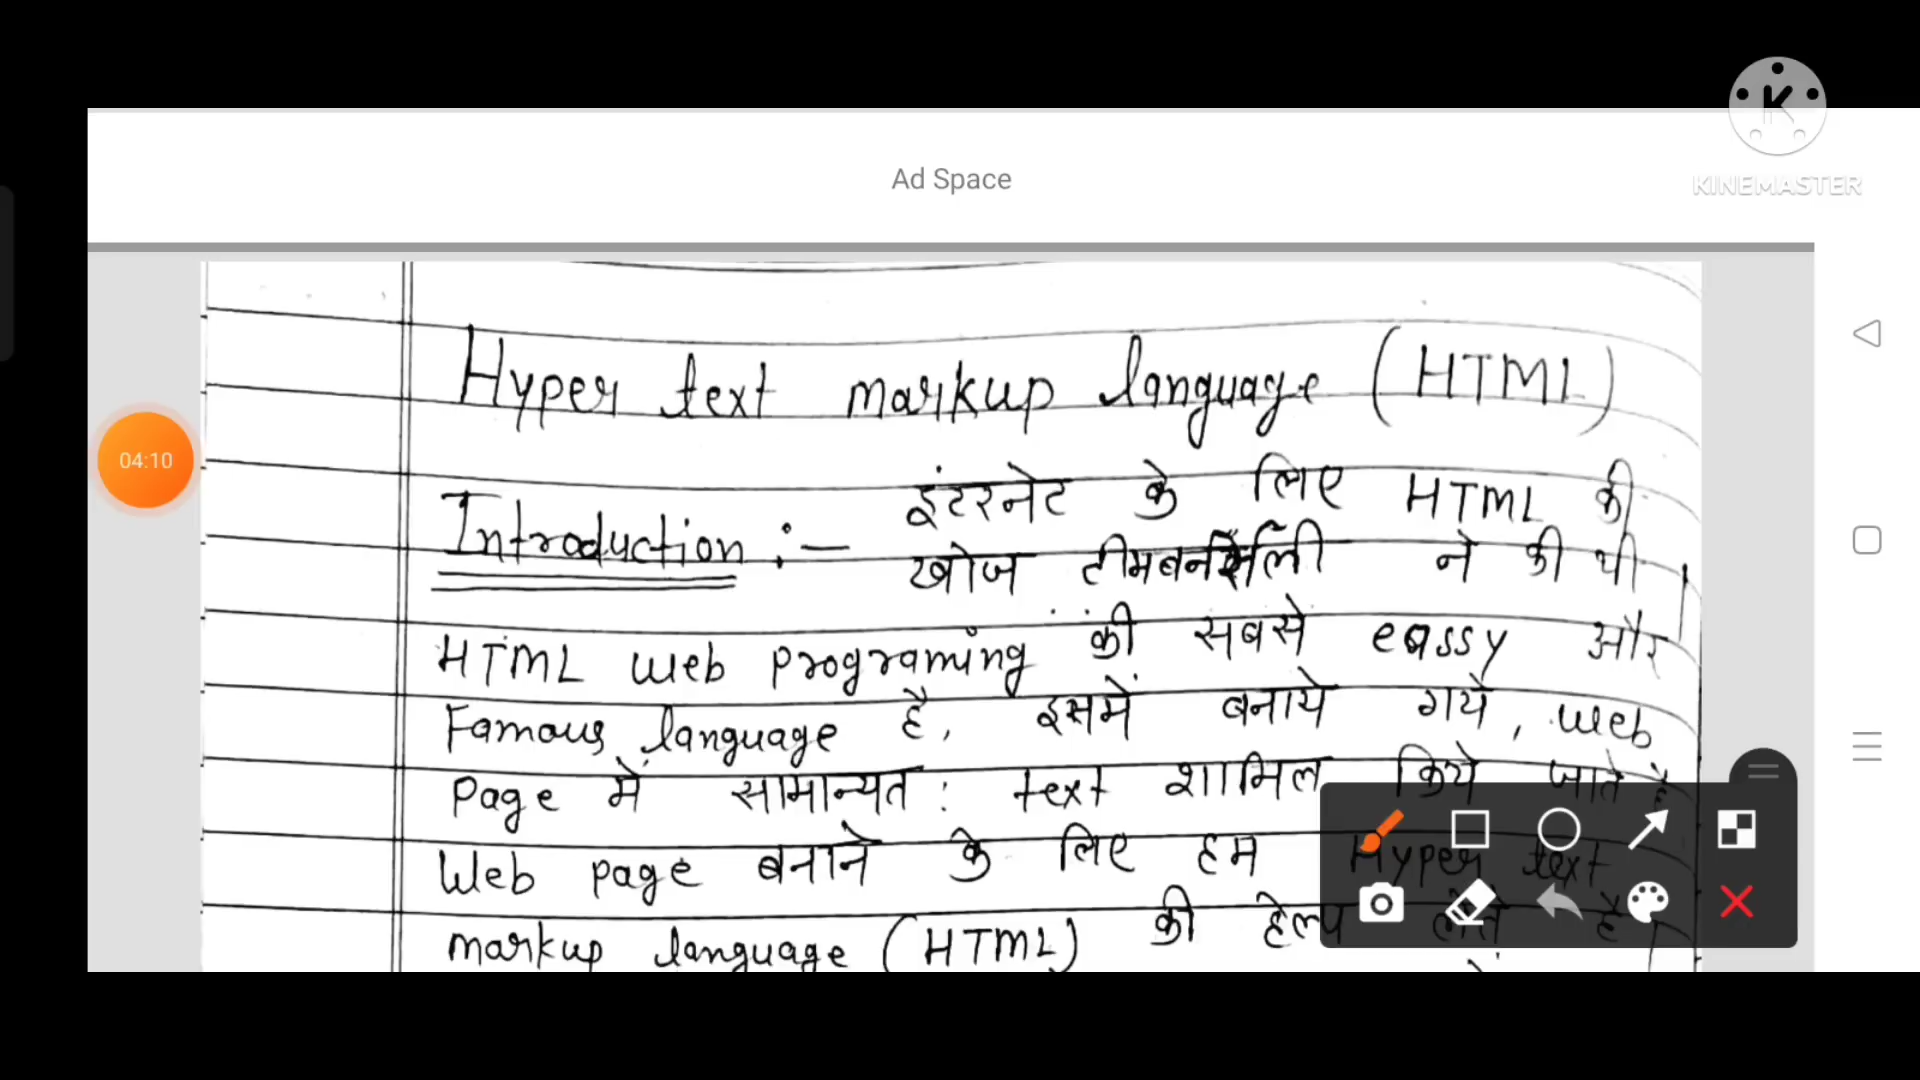 KINEMASTER
Ad Space
Hyper text markup language (HTML)
04:10
Introduction :— इंटरनेट के लिए HTML की
खोज टीमबर्नर्सली ने की थी।
HTML web programing की सबसे eassy और
Famous language है, इसमें बनाये गये, web
Page में सामान्यत: text शामिल किये जाते है
Web page बनाने के लिए हम Hyper text
markup language (HTML) की हेल्प लेते है।